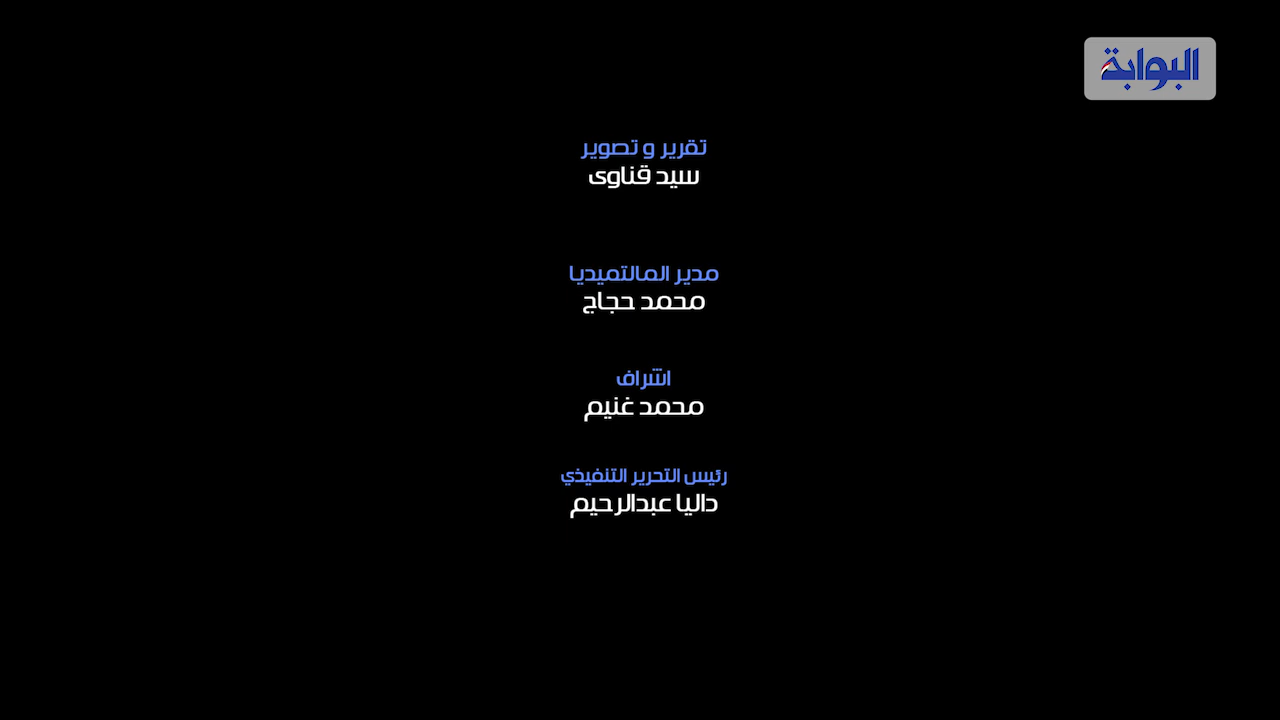 البوابة
تقرير و تصوير
سيد قناوى
مدير المالتميديا
محمد حجاج
اشراف
محمد غنيم
رئيس التحرير التنفيذي
داليا عبدالرحيم